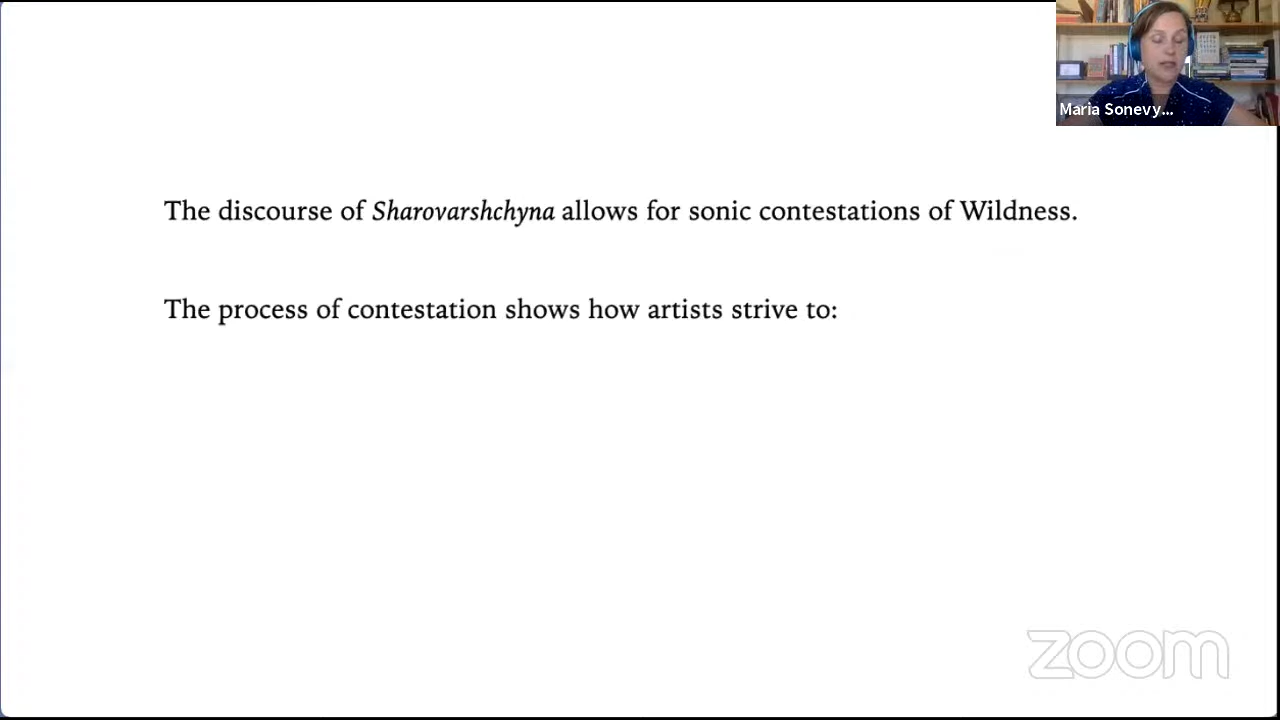 Maria Sonevy...
The discourse of Sharovarshchyna allows for sonic contestations of Wildness.
The process of contestation shows how artists strive to:
zoom